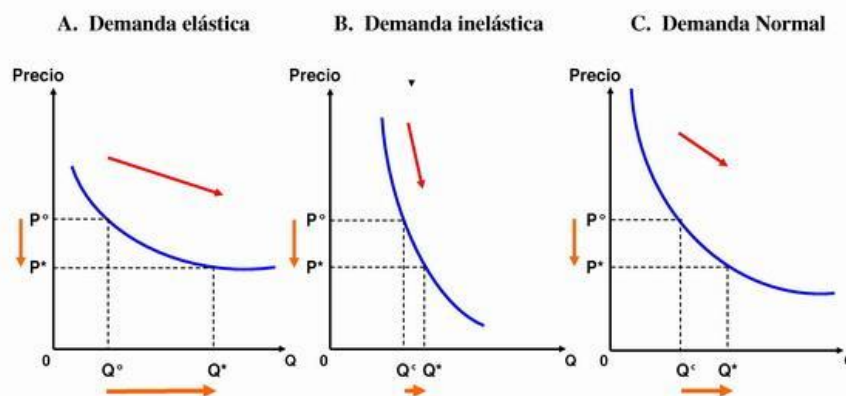 A. Demanda elástica
Precio
P°
P*
0
Q° Q* Q
B. Demanda inelástica
Precio
P°
P*
0
Q‘ Q* Q
C. Demanda Normal
Precio
P°
P*
0
Q‘ Q*